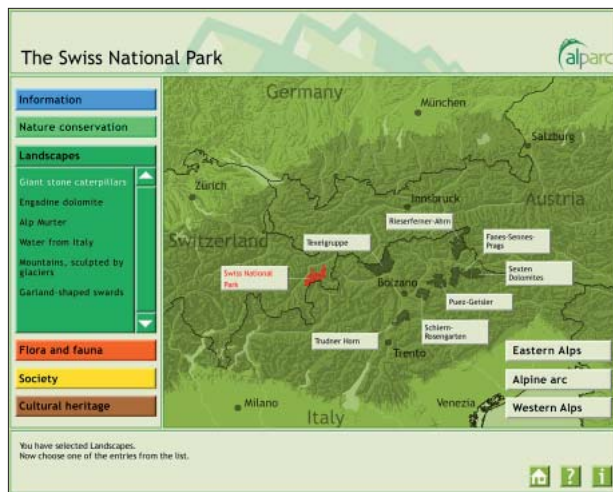 The Swiss National Park
alparc
Information
Nature conservation
Landscapes
Giant stone caterpillars
Engadine dolomite
Alp Murter
Water from Italy
Mountains, sculpted by
glaciers
Garland-shaped swards
Flora and fauna
Society
Cultural heritage
Germany
München
Salzburg
Zürich
Innsbruck
Austria
Rieserferner-Ahrn
Switzerland
Texelgruppe
Fanes-Sennes-
Prags
Swiss National
Park
Bolzano
Sexten
Dolomites
Puez-Geisler
Trudner Horn
Schlern-
Rosengarten
Trento
Eastern Alps
Alpine arc
Western Alps
Milano
Venezia
Italy
You have selected Landscapes.
Now choose one of the entries from the list.
?
i